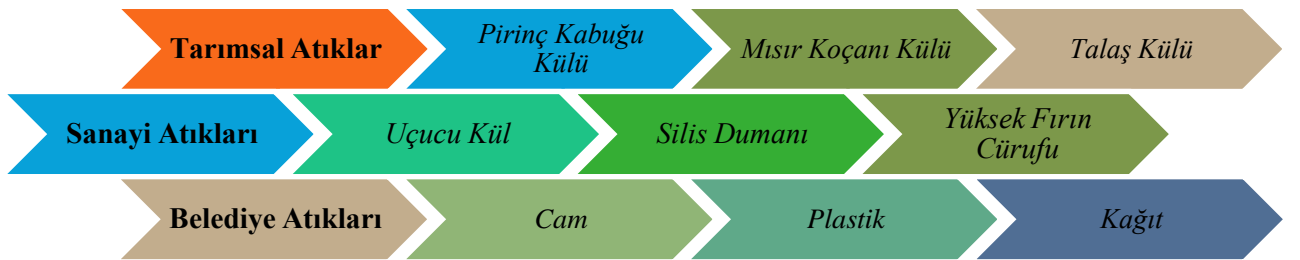 Tarımsal Atıklar
Pirinç Kabuğu
Külü
Mısır Koçanı Külü
Talaş Külü
Sanayi Atıkları
Uçucu Kül
Silis Dumanı
Yüksek Fırın
Cürufu
Belediye Atıkları
Cam
Plastik
Kağıt